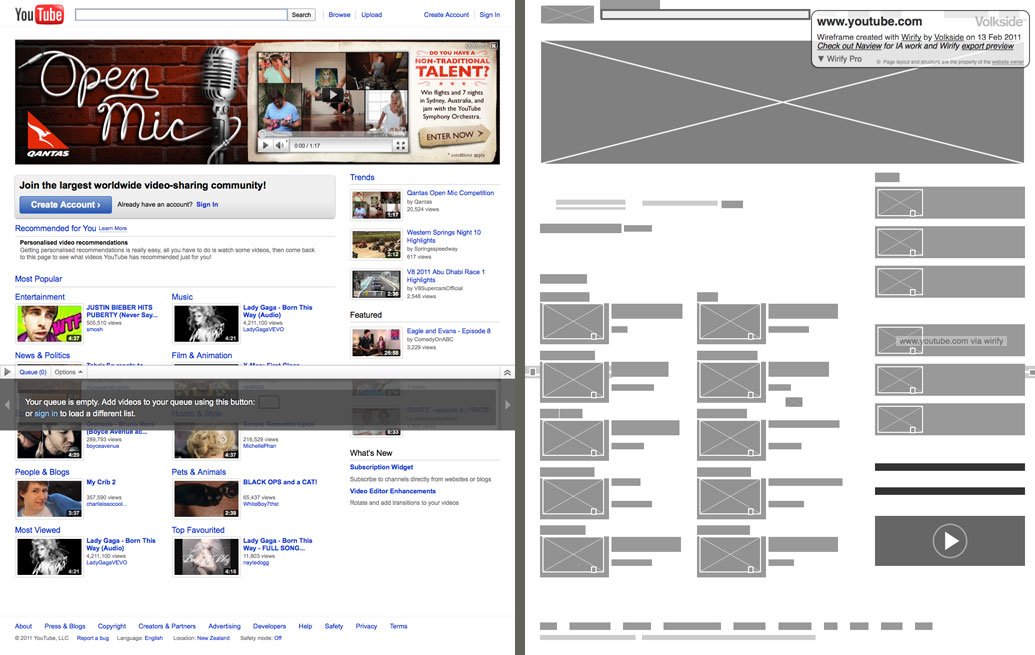 YouTube
Search
Browse
Upload
Create Account
Sign In
Open
Mic
QANTAS
DO YOU HAVE A
NON-TRADITIONAL
TALENT?
Win flights and 7 nights
in Sydney, Australia, and
jam with the YouTube
Symphony Orchestra.
ENTER NOW >
* conditions apply
0:00 / 1:17
Join the largest worldwide video-sharing community!
Create Account ›
Already have an account? Sign In
Recommended for You Learn More
Personalised video recommendations
Getting personalised recommendations is really easy, all you have to do is watch some videos, then come back
to this page to see what videos YouTube has recommended just for you!
Most Popular
Entertainment
WTF
4:37
JUSTIN BIEBER HITS
PUBERTY (Never Say...
505,510 views
smosh
Music
4:21
Lady Gaga - Born This
Way (Audio)
4,211,100 views
LadyGagaVEVO
News & Politics
Film & Animation
Queue (0)
Options
Your queue is empty. Add videos to your queue using this button:
or sign in to load a different list.
(Boyce Avenue ac...
289,793 views
boyceavenue
4:29
Simple Romantic Updo
218,529 views
MichellePhan
4:37
People & Blogs
3:37
My Crib 2
357,590 views
charlieissocool...
Pets & Animals
2:39
BLACK OPS and a CAT!
65,437 views
WhiteBoy7thst
Most Viewed
4:21
Lady Gaga - Born This
Way (Audio)
4,211,100 views
LadyGagaVEVO
Top Favourited
4:18
Lady Gaga - Born This
Way - FULL SONG...
11,803 views
naytedogg
Trends
1:17
Qantas Open Mic Competition
by Qantas
20,524 views
3:12
Western Springs Night 10
Highlights
by Springsspeedway
617 views
2:36
V8 2011 Abu Dhabi Race 1
Highlights
by V8SupercarsOfficial
2,548 views
Featured
26:58
Eagle and Evans - Episode 8
by ComedyOnABC
3,229 views
What's New
Subscription Widget
Subscribe to channels directly from websites or blogs
Video Editor Enhancements
Rotate and add transitions to your videos
About
Press & Blogs
Copyright
Creators & Partners
Advertising
Developers
Help
Safety
Privacy
Terms
© 2011 YouTube, LLC
Report a bug
Language: English
Location: New Zealand
Safety mode: Off
www.youtube.com
Volkside
Wireframe created with Wirify by Volkside on 13 Feb 2011
Check out Naview for IA work and Wirify export preview
▼ Wirify Pro
© Page layout and structure are the property of the website owner
www.youtube.com via wirify